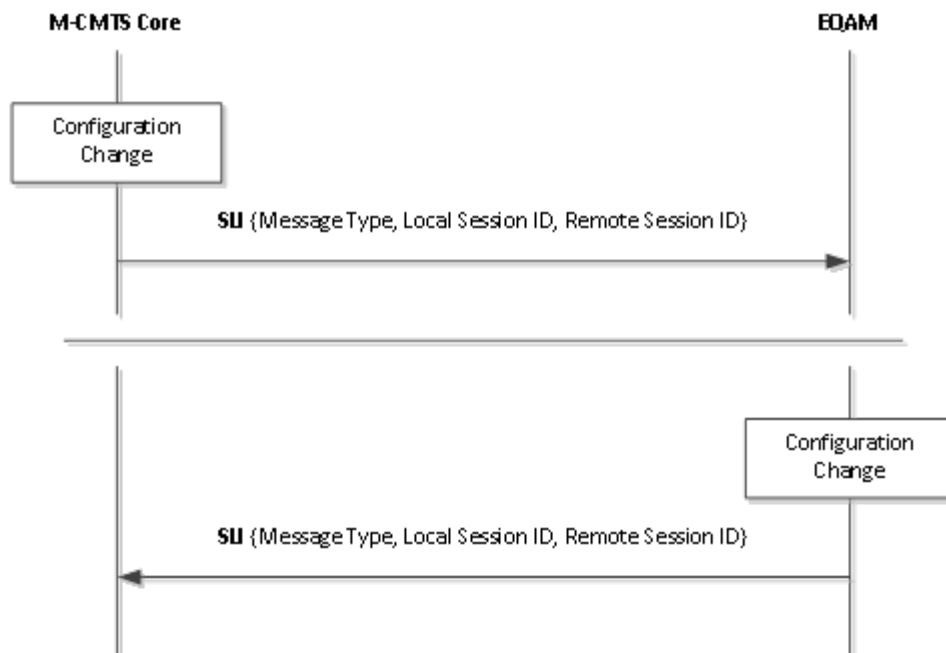 M-CMTS Core
EQAM
Configuration
Change
SLI {Message Type, Local Session ID, Remote Session ID}
Configuration
Change
SLI {Message Type, Local Session ID, Remote Session ID}